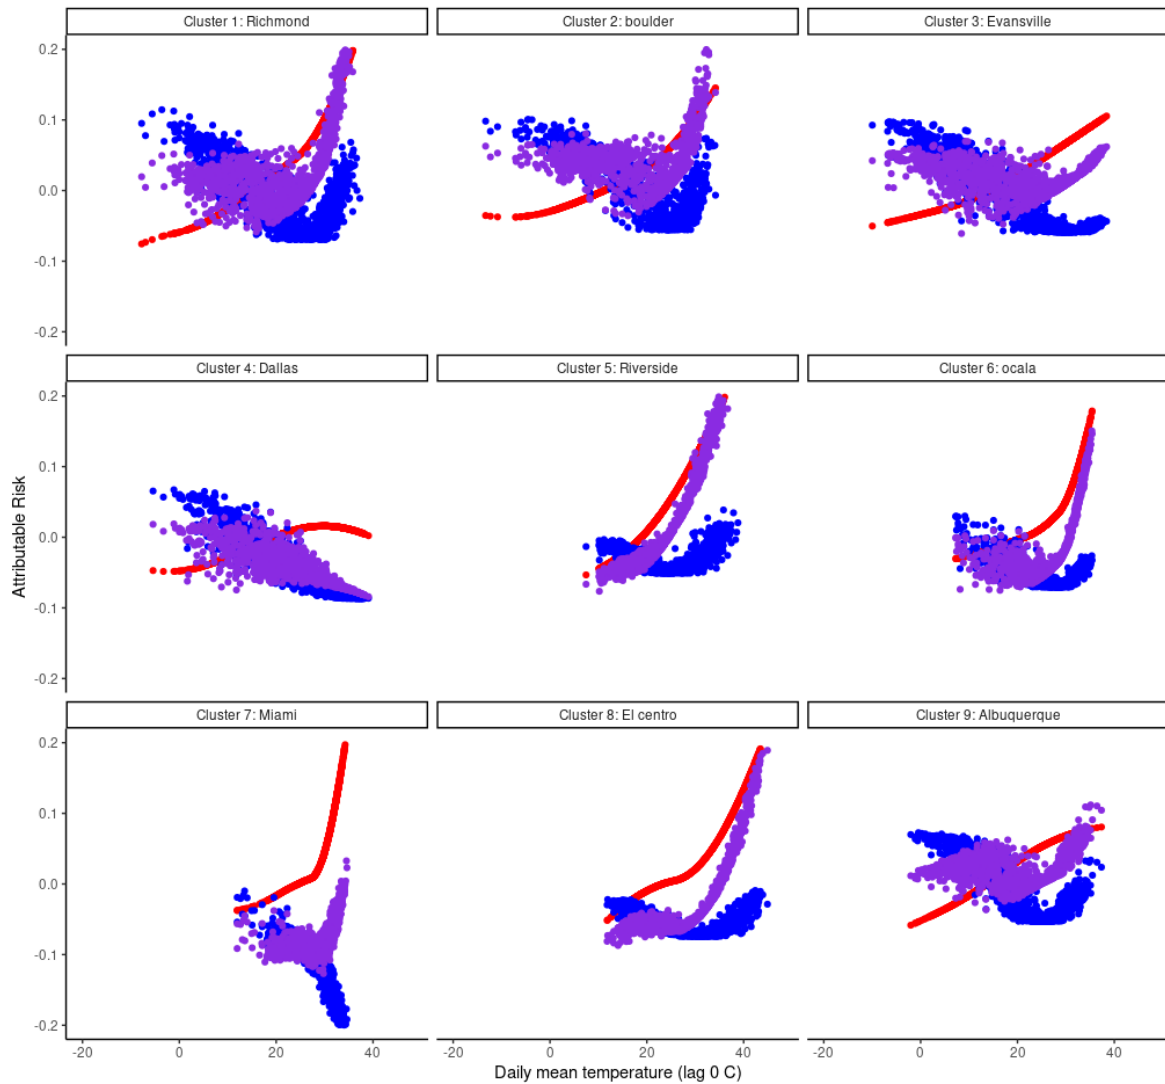 Cluster 1: Richmond
Cluster 2: boulder
Cluster 3: Evansville
0.2
0.1
0.0
-0.1
-0.2
Cluster 4: Dallas
Cluster 5: Riverside
Cluster 6: ocala
0.2
0.1
0.0
-0.1
-0.2
Attributable Risk
Cluster 7: Miami
Cluster 8: El centro
Cluster 9: Albuquerque
0.2
0.1
0.0
-0.1
-0.2
-20 0 20 40
-20 0 20 40
-20 0 20 40
Daily mean temperature (lag 0 C)